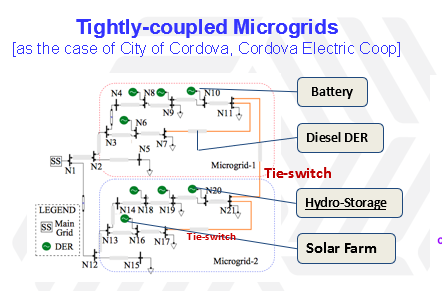 Tightly-coupled Microgrids
[as the case of City of Cordova, Cordova Electric Coop]
N4 N8 N10
N9 N11
N6
N3 N7
N5
SS
N1 N2
Microgrid-1
Battery
Diesel DER
Tie-switch
Hydro-Storage
Solar Farm
N20
N14 N18 N19 N21
N13 N16 N17
Tie-switch
N12 N15
Microgrid-2
LEGEND
SS Main
Grid
DER